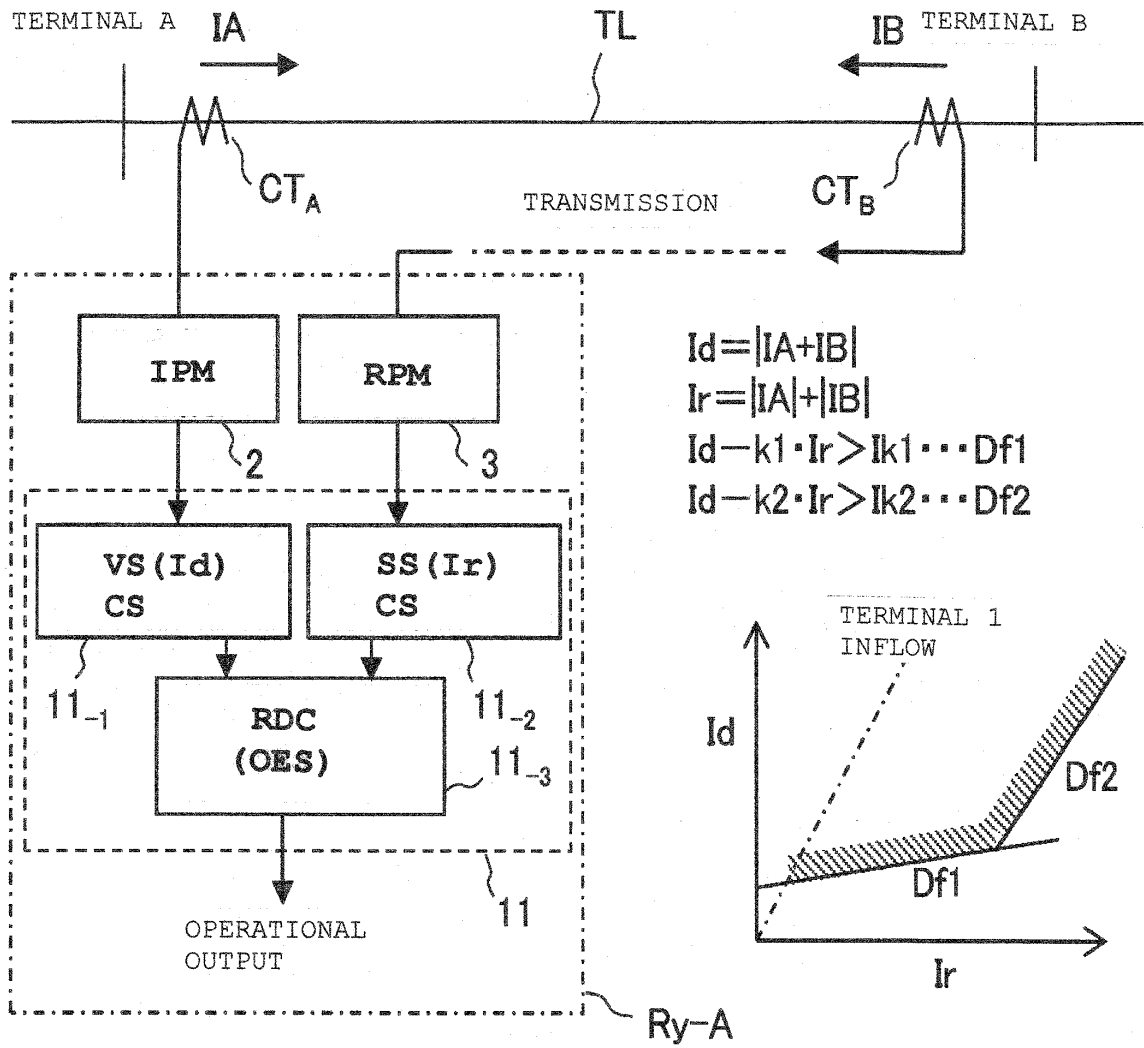 TERMINAL A
IA
TL
IB
TERMINAL B
CT_A
CT_B
TRANSMISSION
IPM
RPM
2
3
Id=|IA+IB|
Ir=|IA|+|IB|
Id−k1・Ir>Ik1・・・Df1
Id−k2・Ir>Ik2・・・Df2
VS(Id)
CS
SS(Ir)
CS
11-1
11-2
RDC
(OES)
11-3
11
OPERATIONAL
OUTPUT
Ry-A
TERMINAL 1
INFLOW
Id
Df2
Df1
Ir